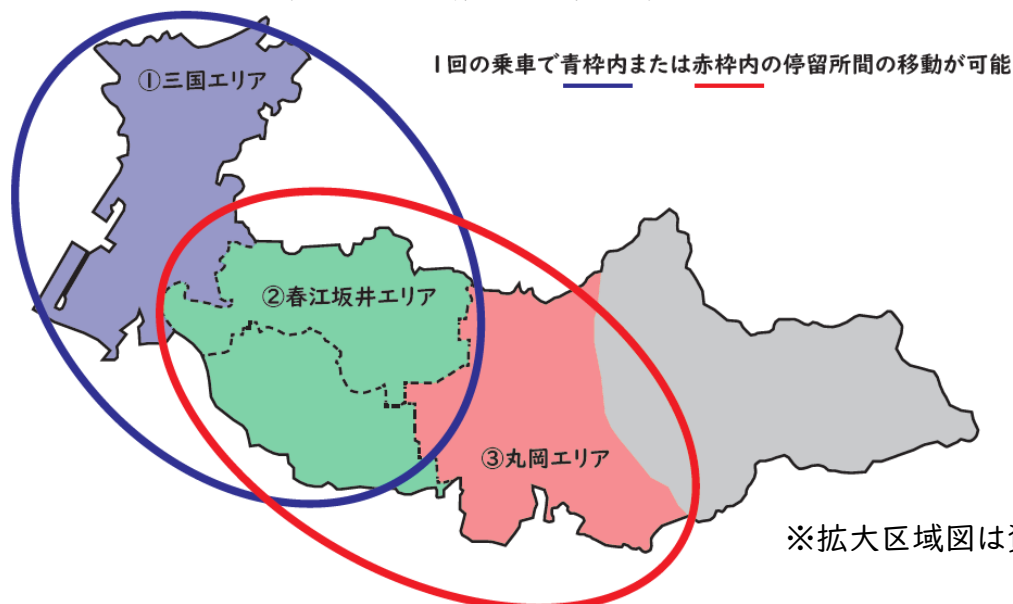 1回の乗車で青枠内または赤枠内の停留所間の移動が可能
①三国エリア
②春江坂井エリア
③丸岡エリア
※拡大区域図は